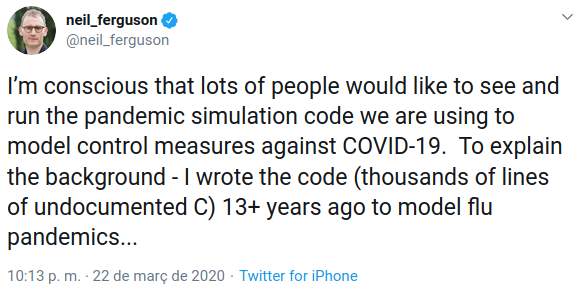 neil_ferguson
@neil_ferguson
I’m conscious that lots of people would like to see and
run the pandemic simulation code we are using to
model control measures against COVID-19.  To explain
the background - I wrote the code (thousands of lines
of undocumented C) 13+ years ago to model flu
pandemics...
10:13 p. m. · 22 de març de 2020 · Twitter for iPhone